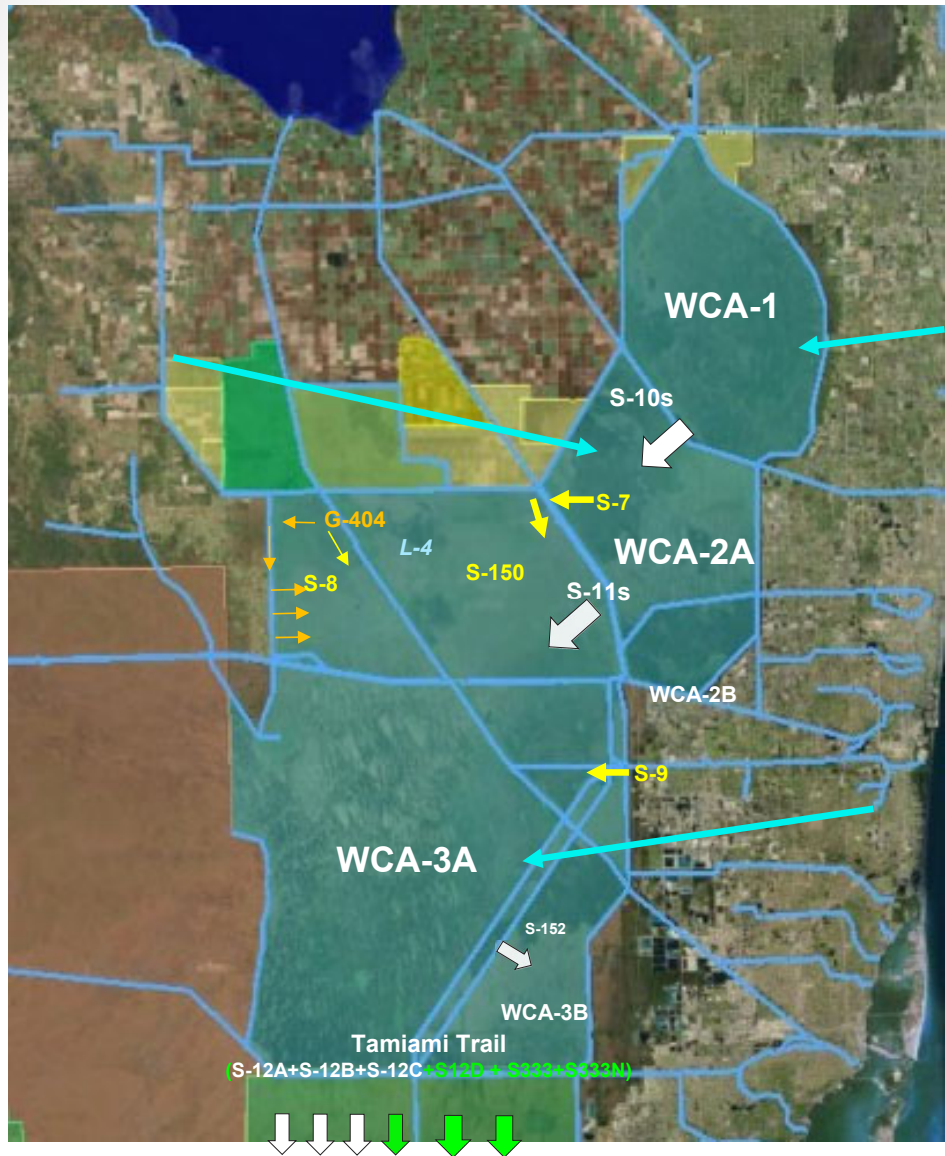 WCA-1
S-10s
S-7
G-404
L-4
WCA-2A
S-150
S-8
S-11s
WCA-2B
S-9
WCA-3A
S-152
WCA-3B
Tamiami Trail
(S-12A+S-12B+S-12C+S12D + S333+S333N)